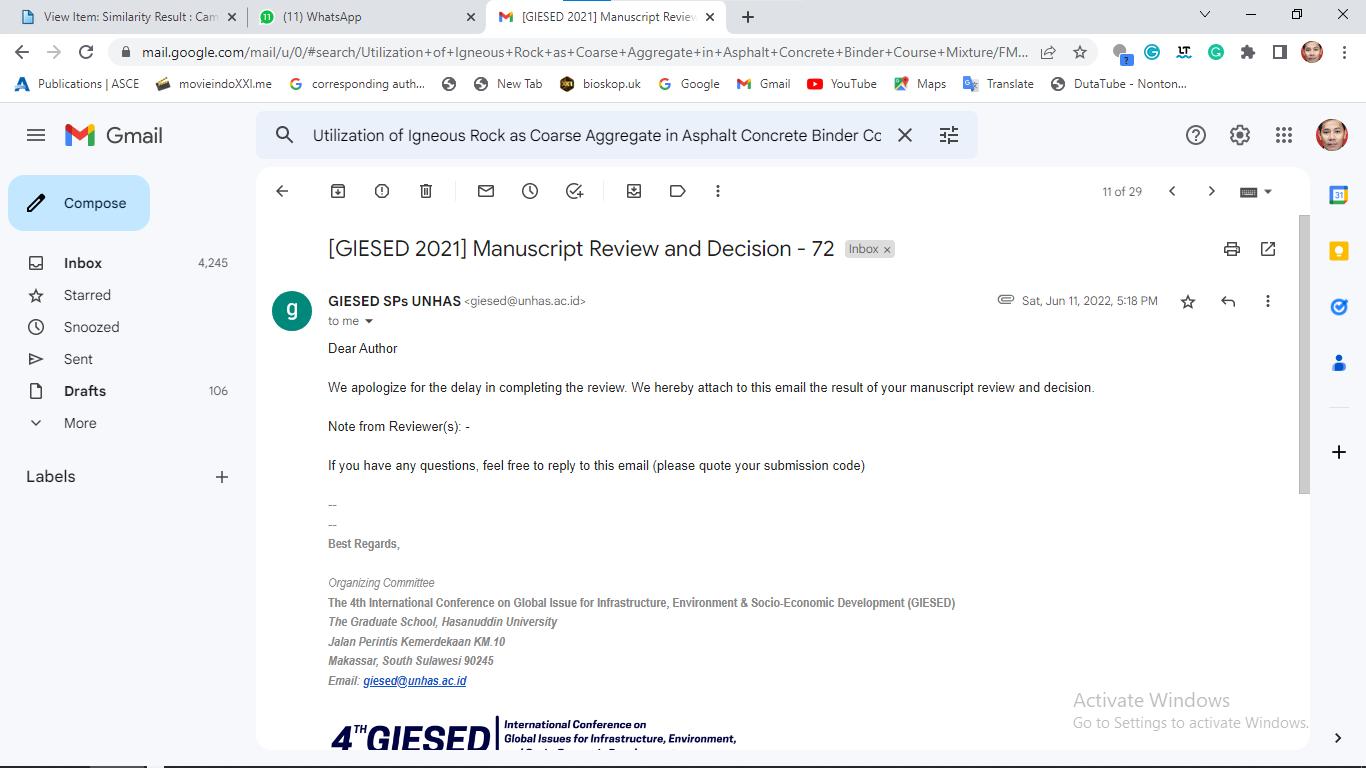 View Item: Similarity Result : Cam
(11) WhatsApp
[GIESED 2021] Manuscript Review
mail.google.com/mail/u/0/#search/Utilization+of+Igneous+Rock+as+Coarse+Aggregate+in+Asphalt+Concrete+Binder+Course+Mixture/FM...
Publications | ASCE
movieindoXXI.me
corresponding auth...
New Tab
bioskop.uk
Google
Gmail
YouTube
Maps
Translate
DutaTube - Nonton...
Gmail
Utilization of Igneous Rock as Coarse Aggregate in Asphalt Concrete Binder Co
Compose
11 of 29
Inbox 4,245
Starred
Snoozed
Sent
Drafts 106
More
Labels
[GIESED 2021] Manuscript Review and Decision - 72
Inbox ×
GIESED SPs UNHAS <giesed@unhas.ac.id>
Sat, Jun 11, 2022, 5:18 PM
g
to me
Dear Author
We apologize for the delay in completing the review. We hereby attach to this email the result of your manuscript review and decision.
Note from Reviewer(s): -
If you have any questions, feel free to reply to this email (please quote your submission code)
--
--
Best Regards,
Organizing Committee
The 4th International Conference on Global Issue for Infrastructure, Environment & Socio-Economic Development (GIESED)
The Graduate School, Hasanuddin University
Jalan Perintis Kemerdekaan KM.10
Makassar, South Sulawesi 90245
Email: giesed@unhas.ac.id
4TH GIESED
International Conference on
Global Issues for Infrastructure, Environment,
Activate Windows
Go to Settings to activate Windows.
31